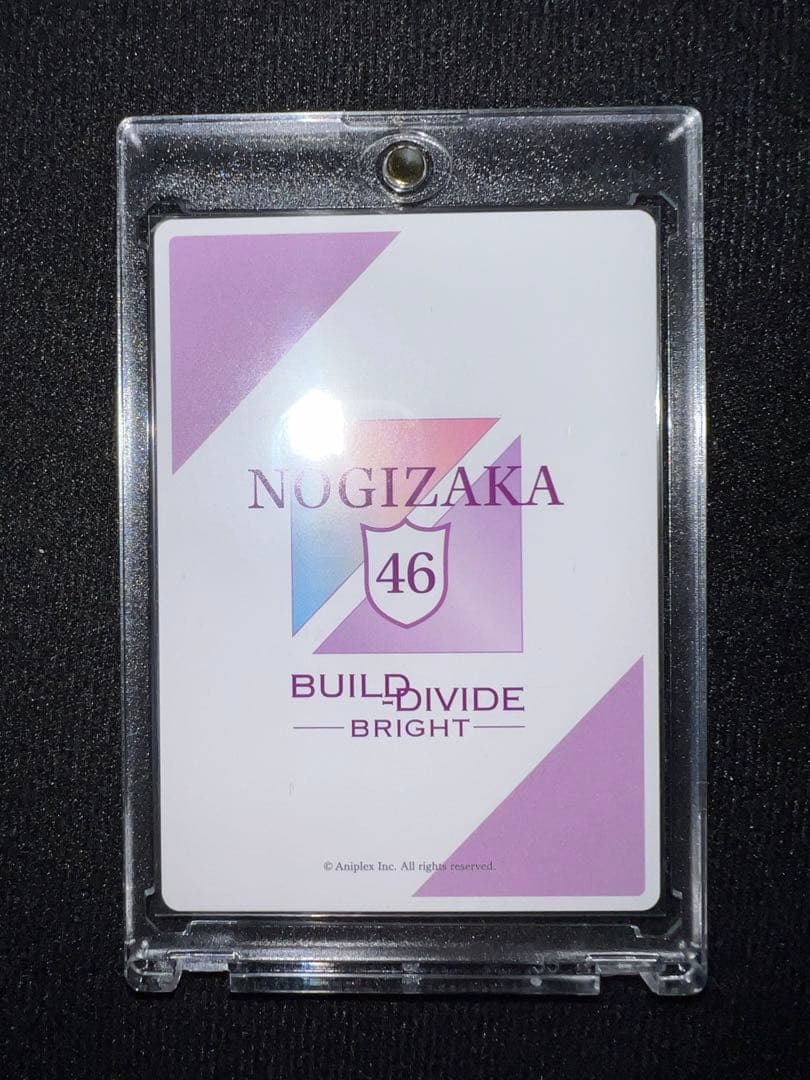 NOGIZAKA
46
BUILD-DIVIDE
BRIGHT
© Aniplex Inc. All rights reserved.